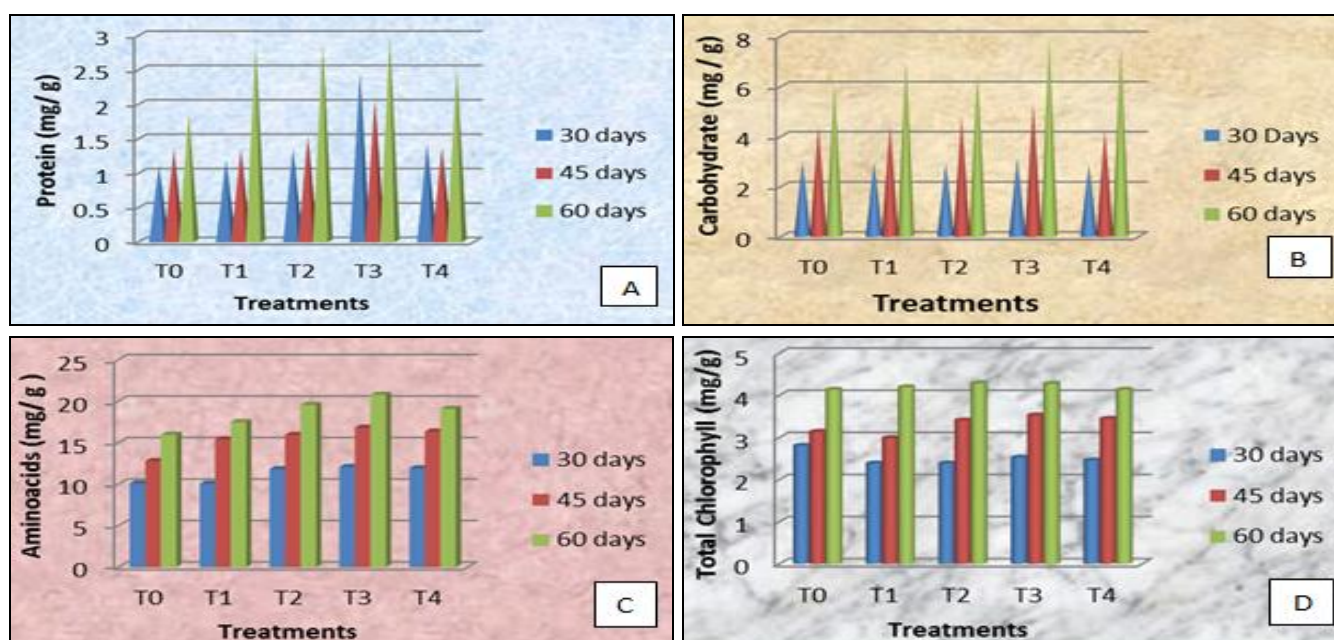 Protein (mg/ g)
3
2.5
2
1.5
1
0.5
0
T0 T1 T2 T3 T4
Treatments
30 days
45 days
60 days
A
Carbohydrate (mg / g)
8
6
4
2
0
T0 T1 T2 T3 T4
Treatments
30 Days
45 days
60 days
B
Aminoacids (mg/ g )
25
20
15
10
5
0
T0 T1 T2 T3 T4
Treatments
30 days
45 days
60 days
C
Total Chlorophyll (mg/g)
5
4
3
2
1
0
T0 T1 T2 T3 T4
Treatments
30 days
45 days
60 days
D